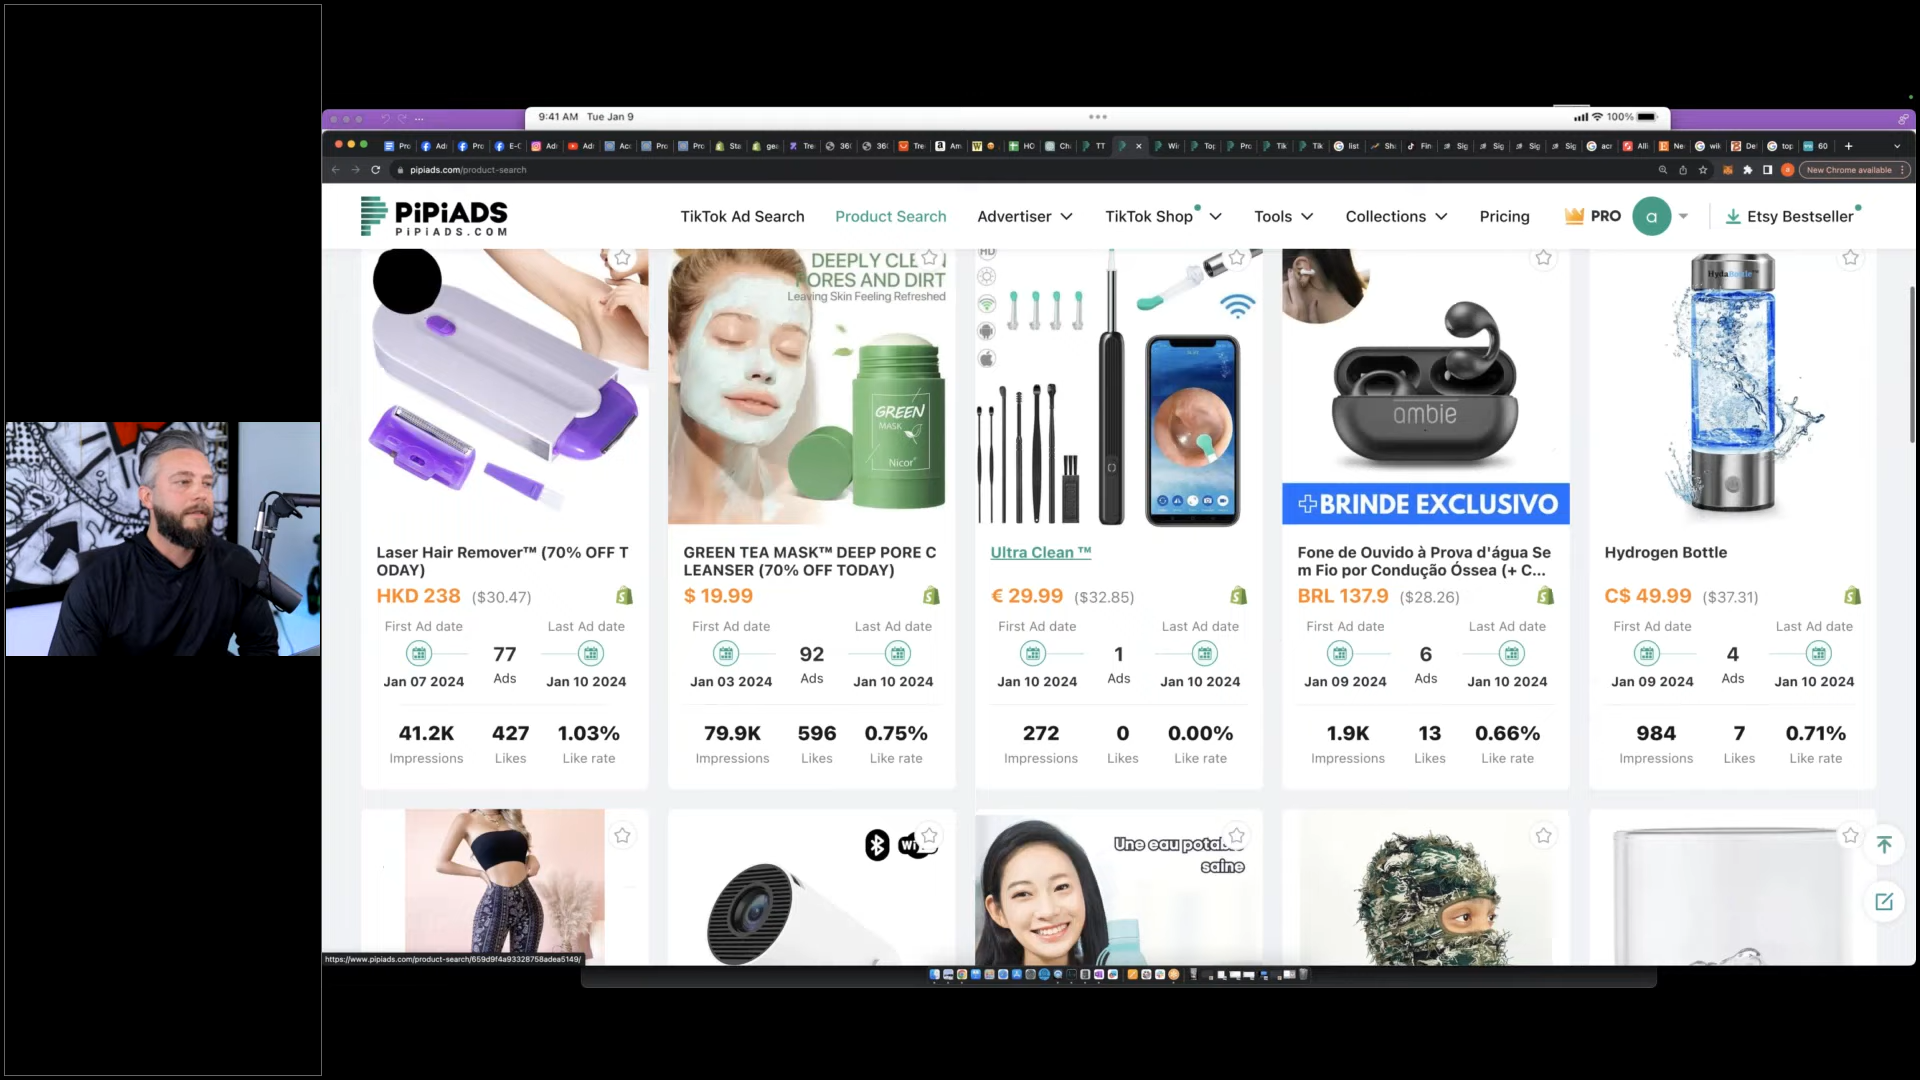 9:41 AM Tue Jan 9
100%
pipiads.com/product-search
New Chrome available
PiPiADS
PiPiADS.COM
TikTok Ad Search
Product Search
Advertiser
TikTok Shop
Tools
Collections
Pricing
PRO
a
Etsy Bestseller
DEEPLY CLE
PORES AND DIRT
Leaving Skin Feeling Refreshed
GREEN
MASK
Nicor
HD
ambie
BRINDE EXCLUSIVO
Laser Hair Remover™ (70% OFF T
ODAY)
HKD 238 ($30.47)
First Ad date
Last Ad date
77
Ads
Jan 07 2024
Jan 10 2024
41.2K 427 1.03%
Impressions Likes Like rate
GREEN TEA MASK™ DEEP PORE C
LEANSER (70% OFF TODAY)
$ 19.99
First Ad date
Last Ad date
92
Ads
Jan 03 2024
Jan 10 2024
79.9K 596 0.75%
Impressions Likes Like rate
Ultra Clean ™
€ 29.99 ($32.85)
First Ad date
Last Ad date
1
Ads
Jan 10 2024
Jan 10 2024
272 0 0.00%
Impressions Likes Like rate
Fone de Ouvido à Prova d'água Se
m Fio por Condução Óssea (+ C...
BRL 137.9 ($28.26)
First Ad date
Last Ad date
6
Ads
Jan 09 2024
Jan 10 2024
1.9K 13 0.66%
Impressions Likes Like rate
Hydrogen Bottle
C$ 49.99 ($37.31)
First Ad date
Last Ad date
4
Ads
Jan 09 2024
Jan 10 2024
984 7 0.71%
Impressions Likes Like rate
Une eau potab
saine
https://www.pipiads.com/product-search/659d9f4a93328758adea5149/